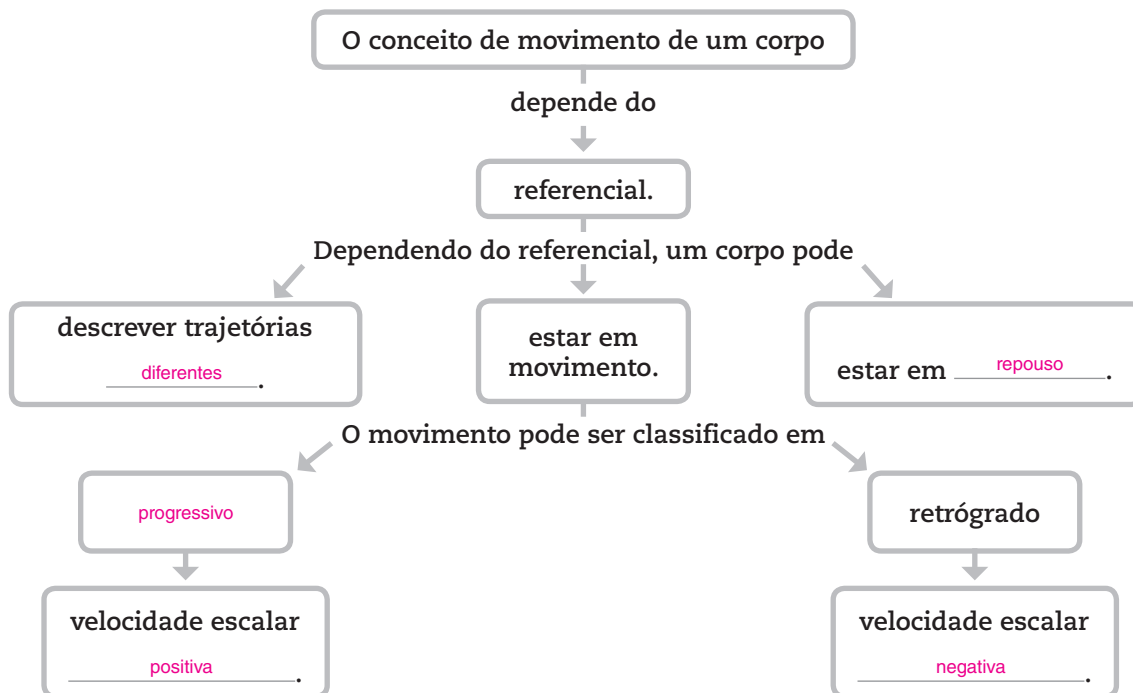 O conceito de movimento de um corpo
depende do
referencial.
Dependendo do referencial, um corpo pode
descrever trajetórias
diferentes.
estar em
movimento.
estar em repouso.
O movimento pode ser classificado em
progressivo
retrógrado
velocidade escalar
positiva.
velocidade escalar
negativa.